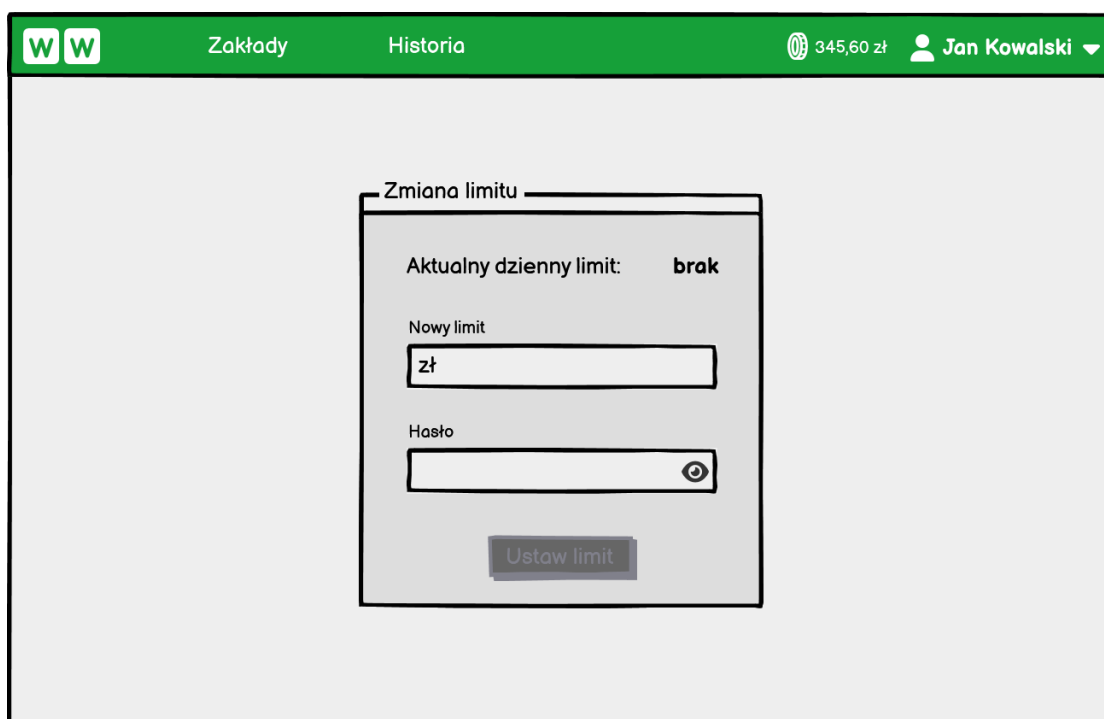 W W Zakłady Historia 345,60 zł Jan Kowalski
Zmiana limitu
Aktualny dzienny limit: brak
Nowy limit
zł
Hasło
Ustaw limit